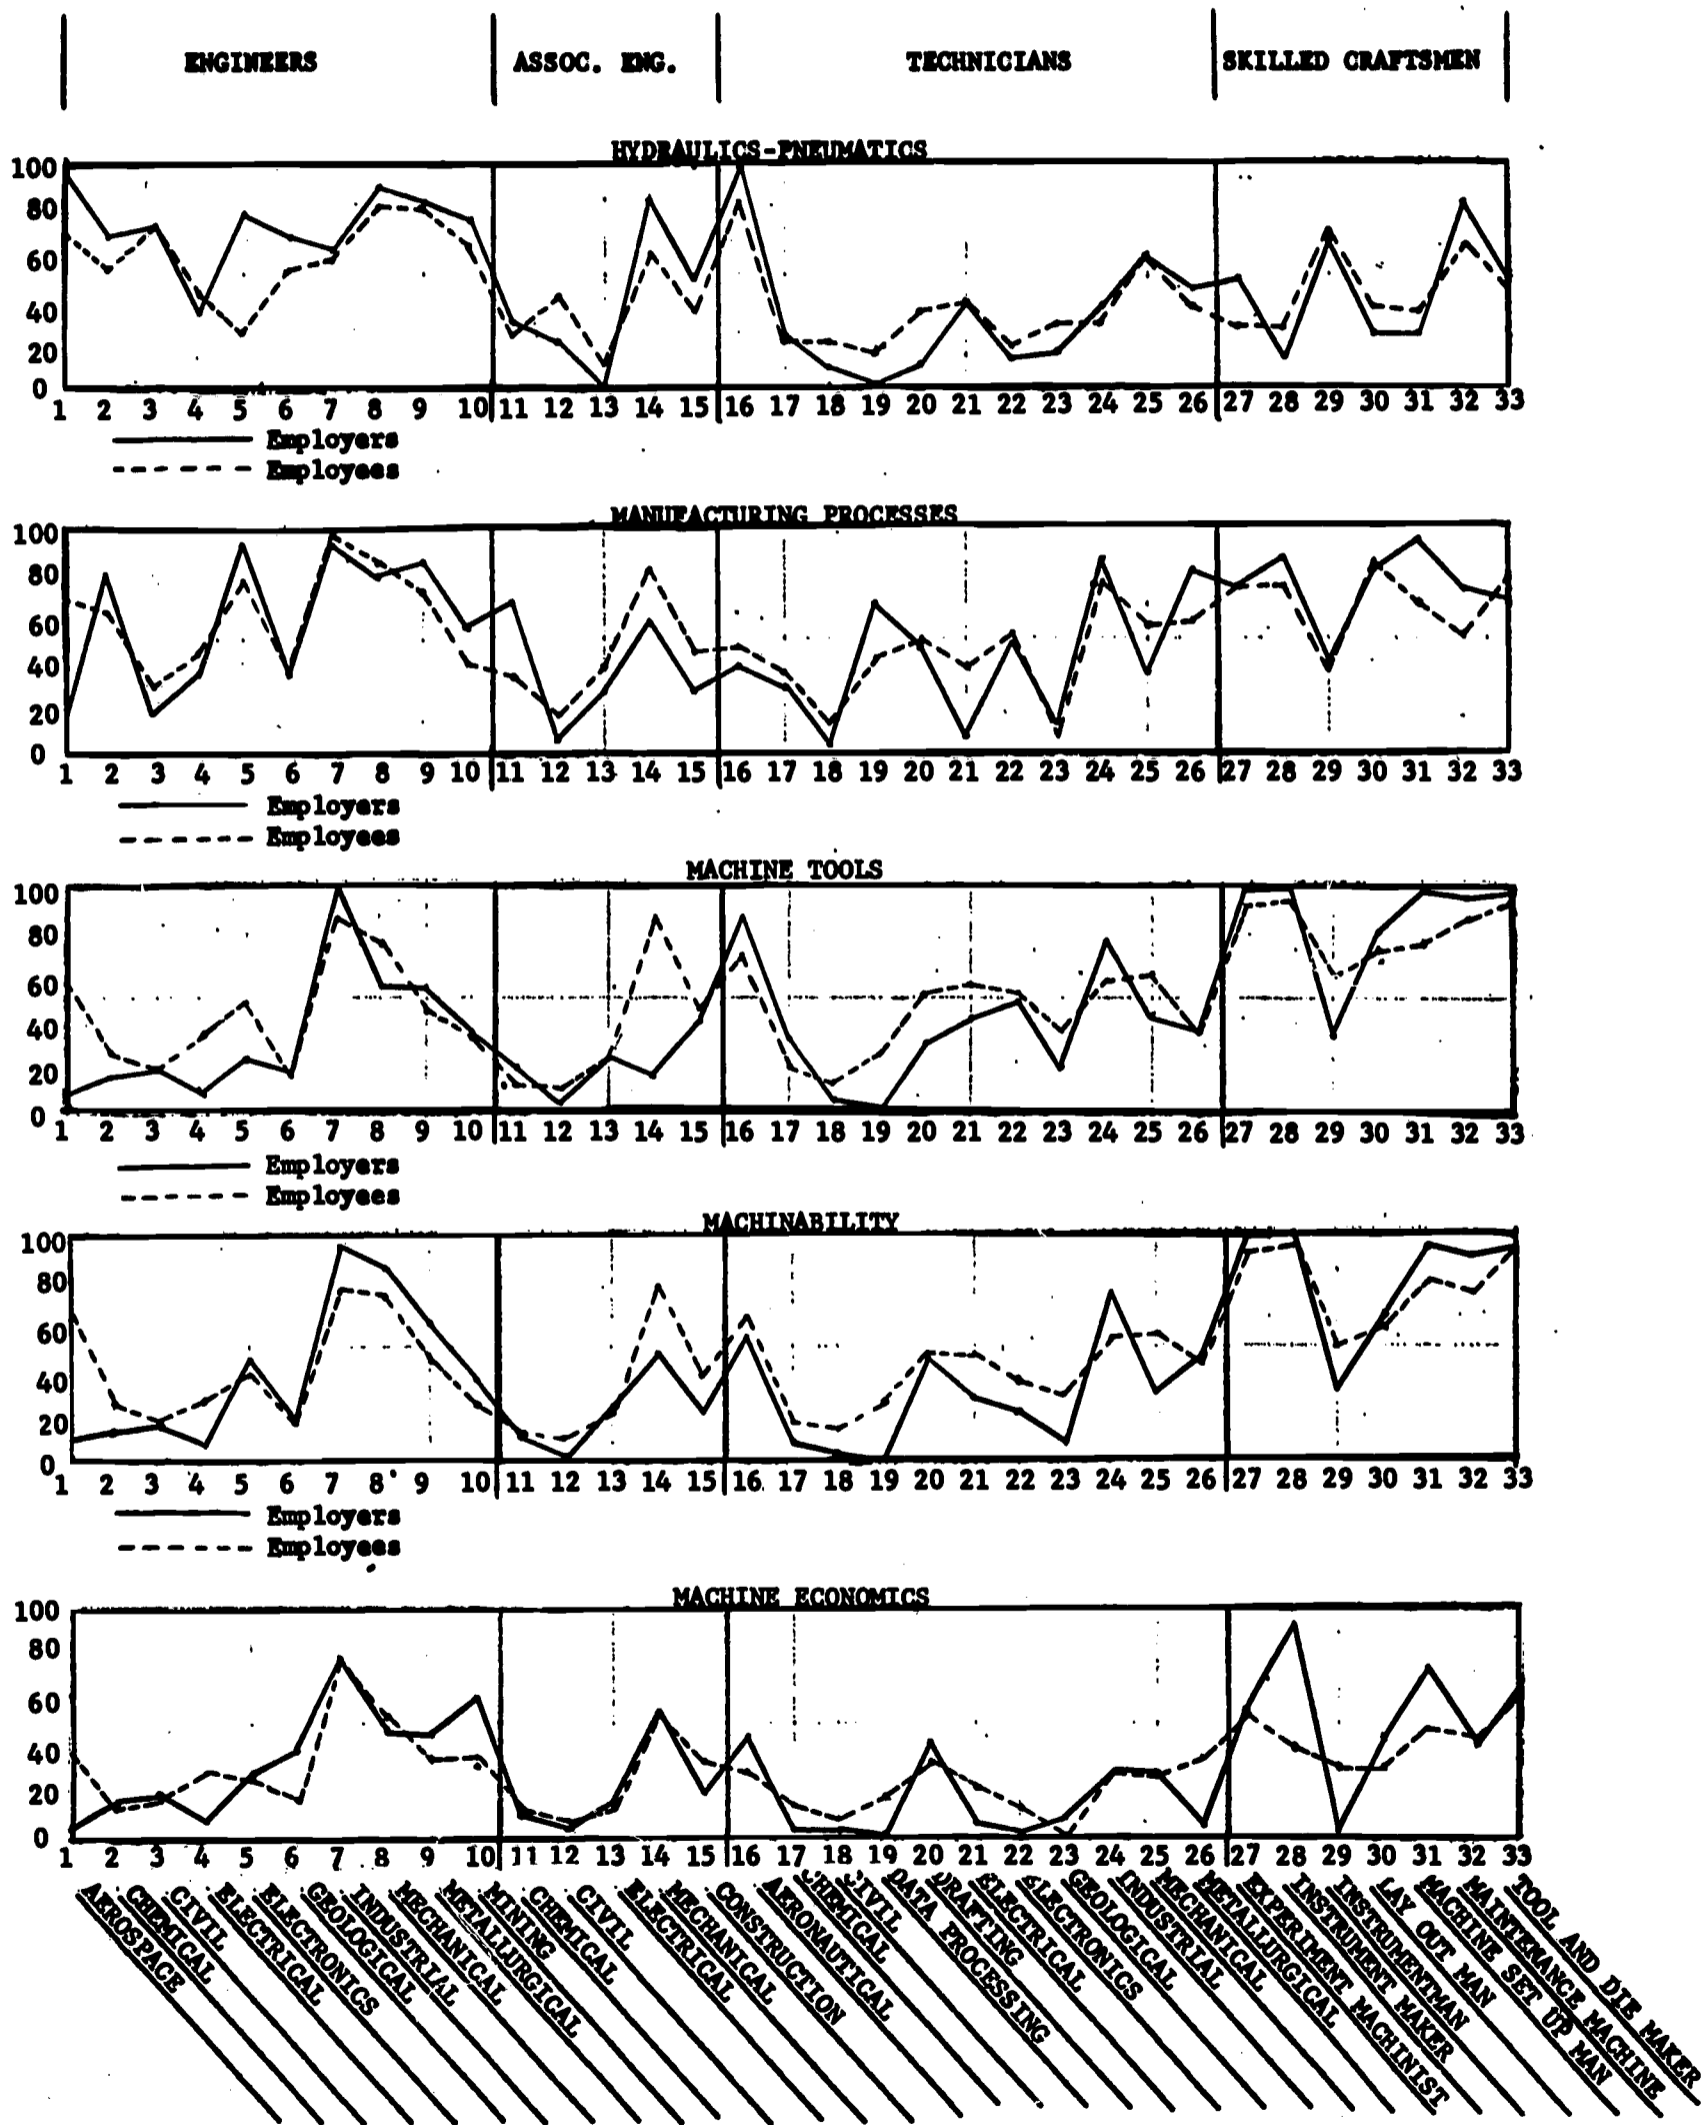 ENGINEERS ASSOC. ENG. TECHNICIANS SKILLED CRAFTSMEN
HYDRAULICS-PNEUMATICS
100
80
60
40
20
0
1 2 3 4 5 6 7 8 9 10 11 12 13 14 15 16 17 18 19 20 21 22 23 24 25 26 27 28 29 30 31 32 33
Employers
Employees
MANUFACTURING PROCESSES
100
80
60
40
20
0
1 2 3 4 5 6 7 8 9 10 11 12 13 14 15 16 17 18 19 20 21 22 23 24 25 26 27 28 29 30 31 32 33
Employers
Employees
MACHINE TOOLS
100
80
60
40
20
0
1 2 3 4 5 6 7 8 9 10 11 12 13 14 15 16 17 18 19 20 21 22 23 24 25 26 27 28 29 30 31 32 33
Employers
Employees
MACHINABILITY
100
80
60
40
20
0
1 2 3 4 5 6 7 8 9 10 11 12 13 14 15 16 17 18 19 20 21 22 23 24 25 26 27 28 29 30 31 32 33
Employers
Employees
MACHINE ECONOMICS
100
80
60
40
20
0
1 2 3 4 5 6 7 8 9 10 11 12 13 14 15 16 17 18 19 20 21 22 23 24 25 26 27 28 29 30 31 32 33
AEROSPACE
CHEMICAL
CIVIL
ELECTRICAL
ELECTRONICS
GEOLOGICAL
INDUSTRIAL
MECHANICAL
METALLURGICAL
MINING
CHEMICAL
CIVIL
ELECTRICAL
MECHANICAL
CONSTRUCTION
AERONAUTICAL
CHEMICAL
CIVIL
DATA PROCESSING
DRAFTING
ELECTRICAL
ELECTRONICS
GEOLOGICAL
INDUSTRIAL
MECHANICAL
METALLURGICAL
EXPERIMENT MACHINIST
INSTRUMENT MAKER
INSTRUMENTMAN
LAY OUT MAN
MACHINE SET UP MAN
MAINTENANCE MACHINE
TOOL AND DIE MAKER